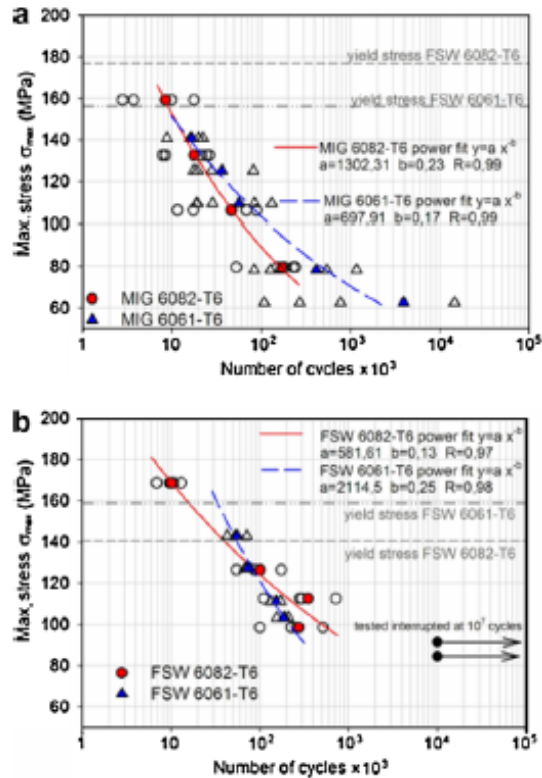 a
200
180
160
140
120
100
80
60
Max. stress σmax (MPa)
yield stress FSW 6082-T6
yield stress FSW 6061-T6
MIG 6082-T6 power fit y=a x^-b
a=1302,31 b=0,23 R=0,99
MIG 6061-T6 power fit y=a x^-b
a=697,91 b=0,17 R=0,99
MIG 6082-T6
MIG 6061-T6
1 10 10² 10³ 10⁴ 10⁵
Number of cycles ×10³
b
200
180
160
140
120
100
80
60
Max. stress σmax (MPa)
FSW 6082-T6 power fit y=a x^-b
a=581,61 b=0,13 R=0,97
FSW 6061-T6 power fit y=a x^-b
a=2114,5 b=0,25 R=0,98
yield stress FSW 6061-T6
yield stress FSW 6082-T6
tested interrupted at 10⁷ cycles
FSW 6082-T6
FSW 6061-T6
1 10 10² 10³ 10⁴ 10⁵
Number of cycles ×10³